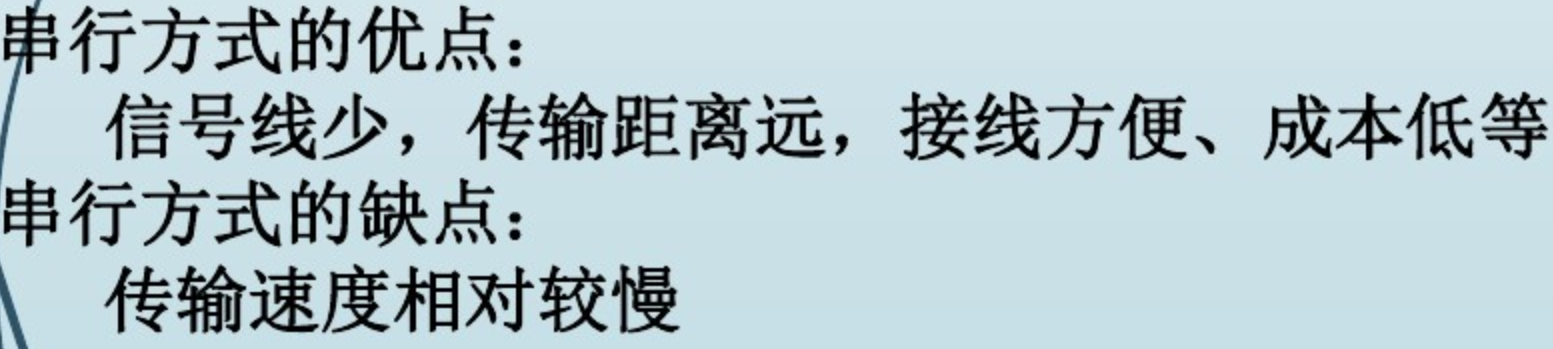 串行方式的优点：
信号线少，传输距离远，接线方便、成本低等
串行方式的缺点：
传输速度相对较慢